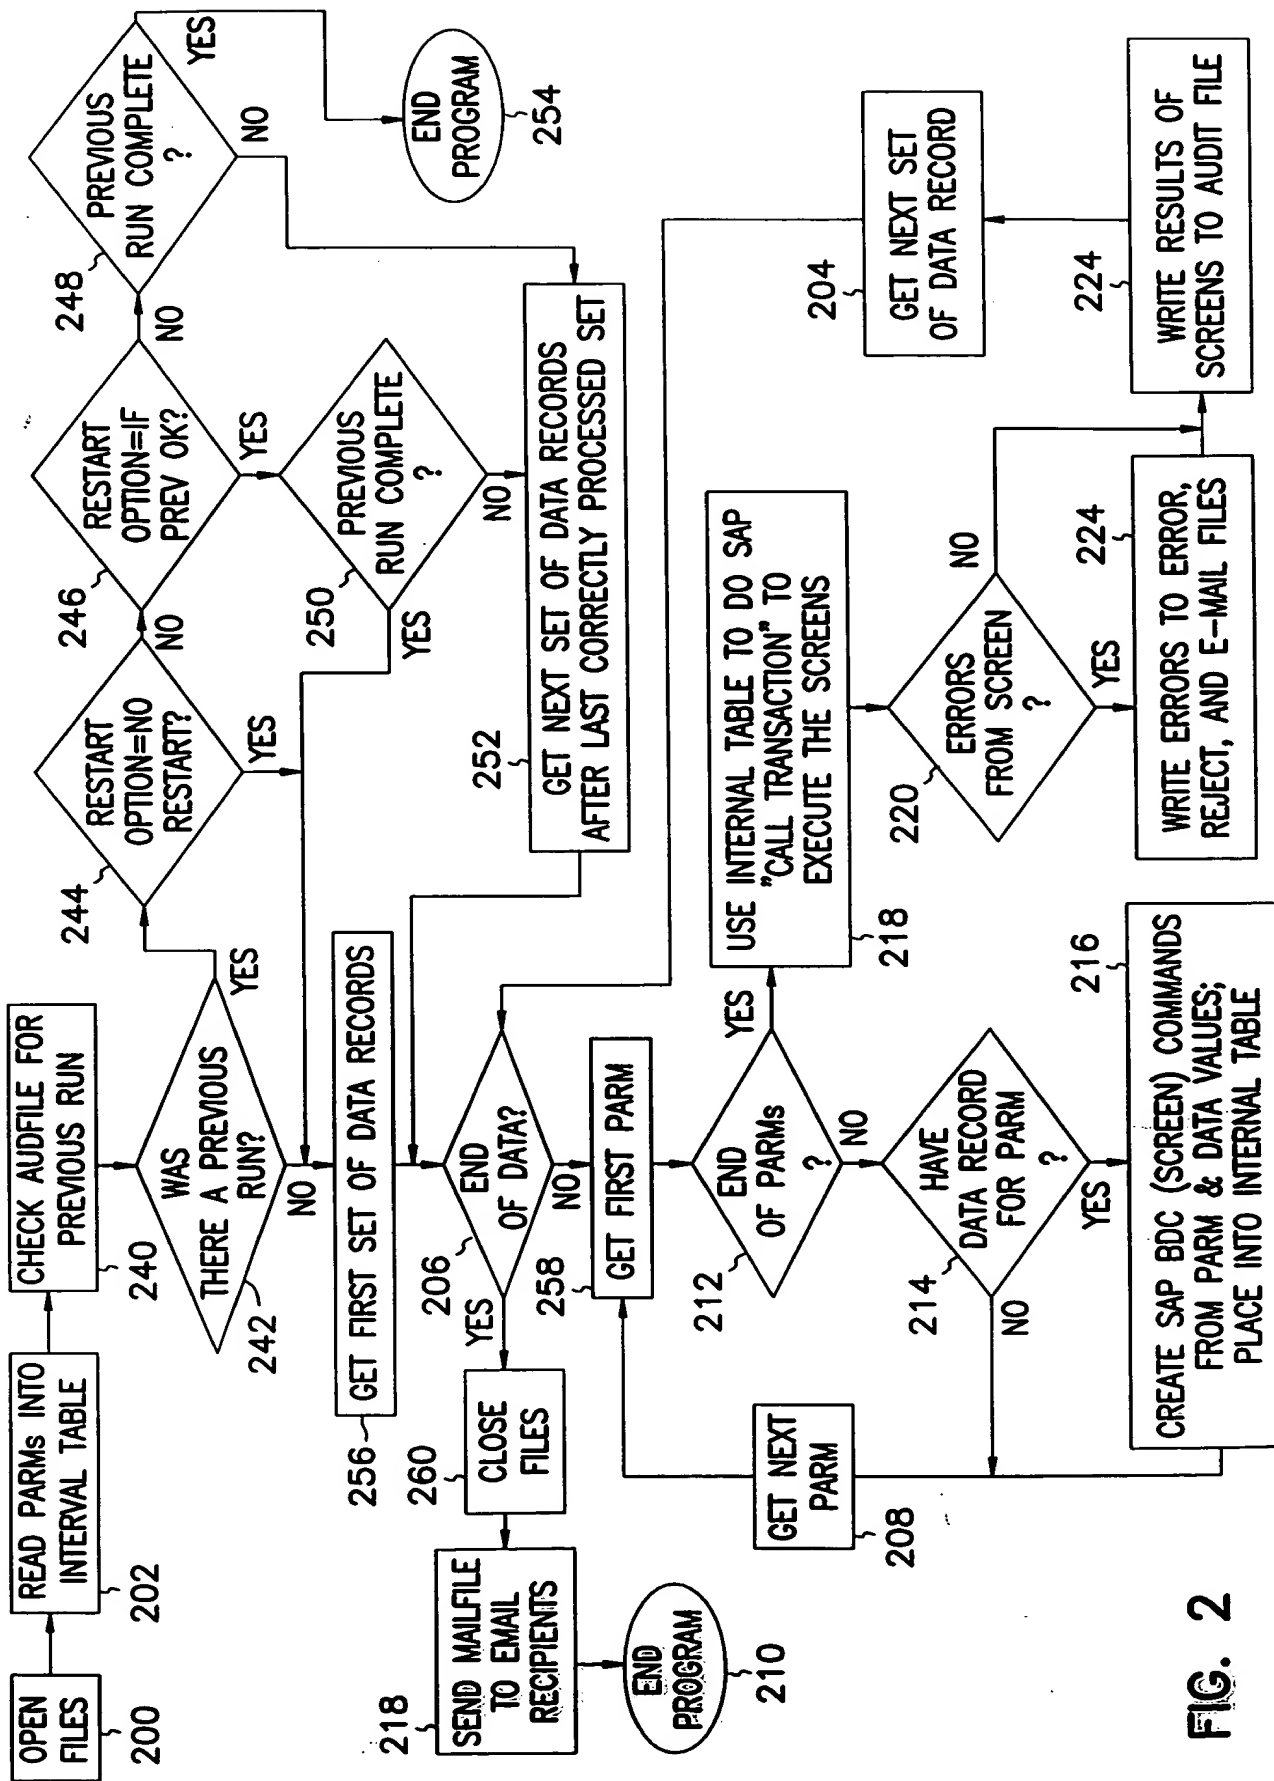 OPEN
FILES
200
READ PARMs INTO
INTERVAL TABLE
202
CHECK AUDFILE FOR
PREVIOUS RUN
240
WAS
THERE A PREVIOUS
RUN?
242
YES
NO
RESTART
OPTION=NO
RESTART?
244
NO
YES
RESTART
OPTION=IF
PREV OK?
246
NO
YES
PREVIOUS
RUN COMPLETE
?
248
YES
NO
END
PROGRAM
254
PREVIOUS
RUN COMPLETE
?
250
YES
NO
GET NEXT SET OF DATA RECORDS
AFTER LAST CORRECTLY PROCESSED SET
252
GET FIRST SET OF DATA RECORDS
256
END
OF DATA?
206
YES
NO
CLOSE
FILES
260
SEND MAILFILE
TO EMAIL
RECIPIENTS
218
END
PROGRAM
210
GET FIRST PARM
258
END
OF PARMs
?
212
YES
NO
HAVE
DATA RECORD
FOR PARM
?
214
NO
YES
GET NEXT
PARM
208
CREATE SAP BDC (SCREEN) COMMANDS
FROM PARM & DATA VALUES;
PLACE INTO INTERNAL TABLE
216
USE INTERNAL TABLE TO DO SAP
"CALL TRANSACTION" TO
EXECUTE THE SCREENS
218
ERRORS
FROM SCREEN
?
220
NO
YES
WRITE ERRORS TO ERROR,
REJECT, AND E-MAIL FILES
224
WRITE RESULTS OF
SCREENS TO AUDIT FILE
224
GET NEXT SET
OF DATA RECORD
204
FIG. 2